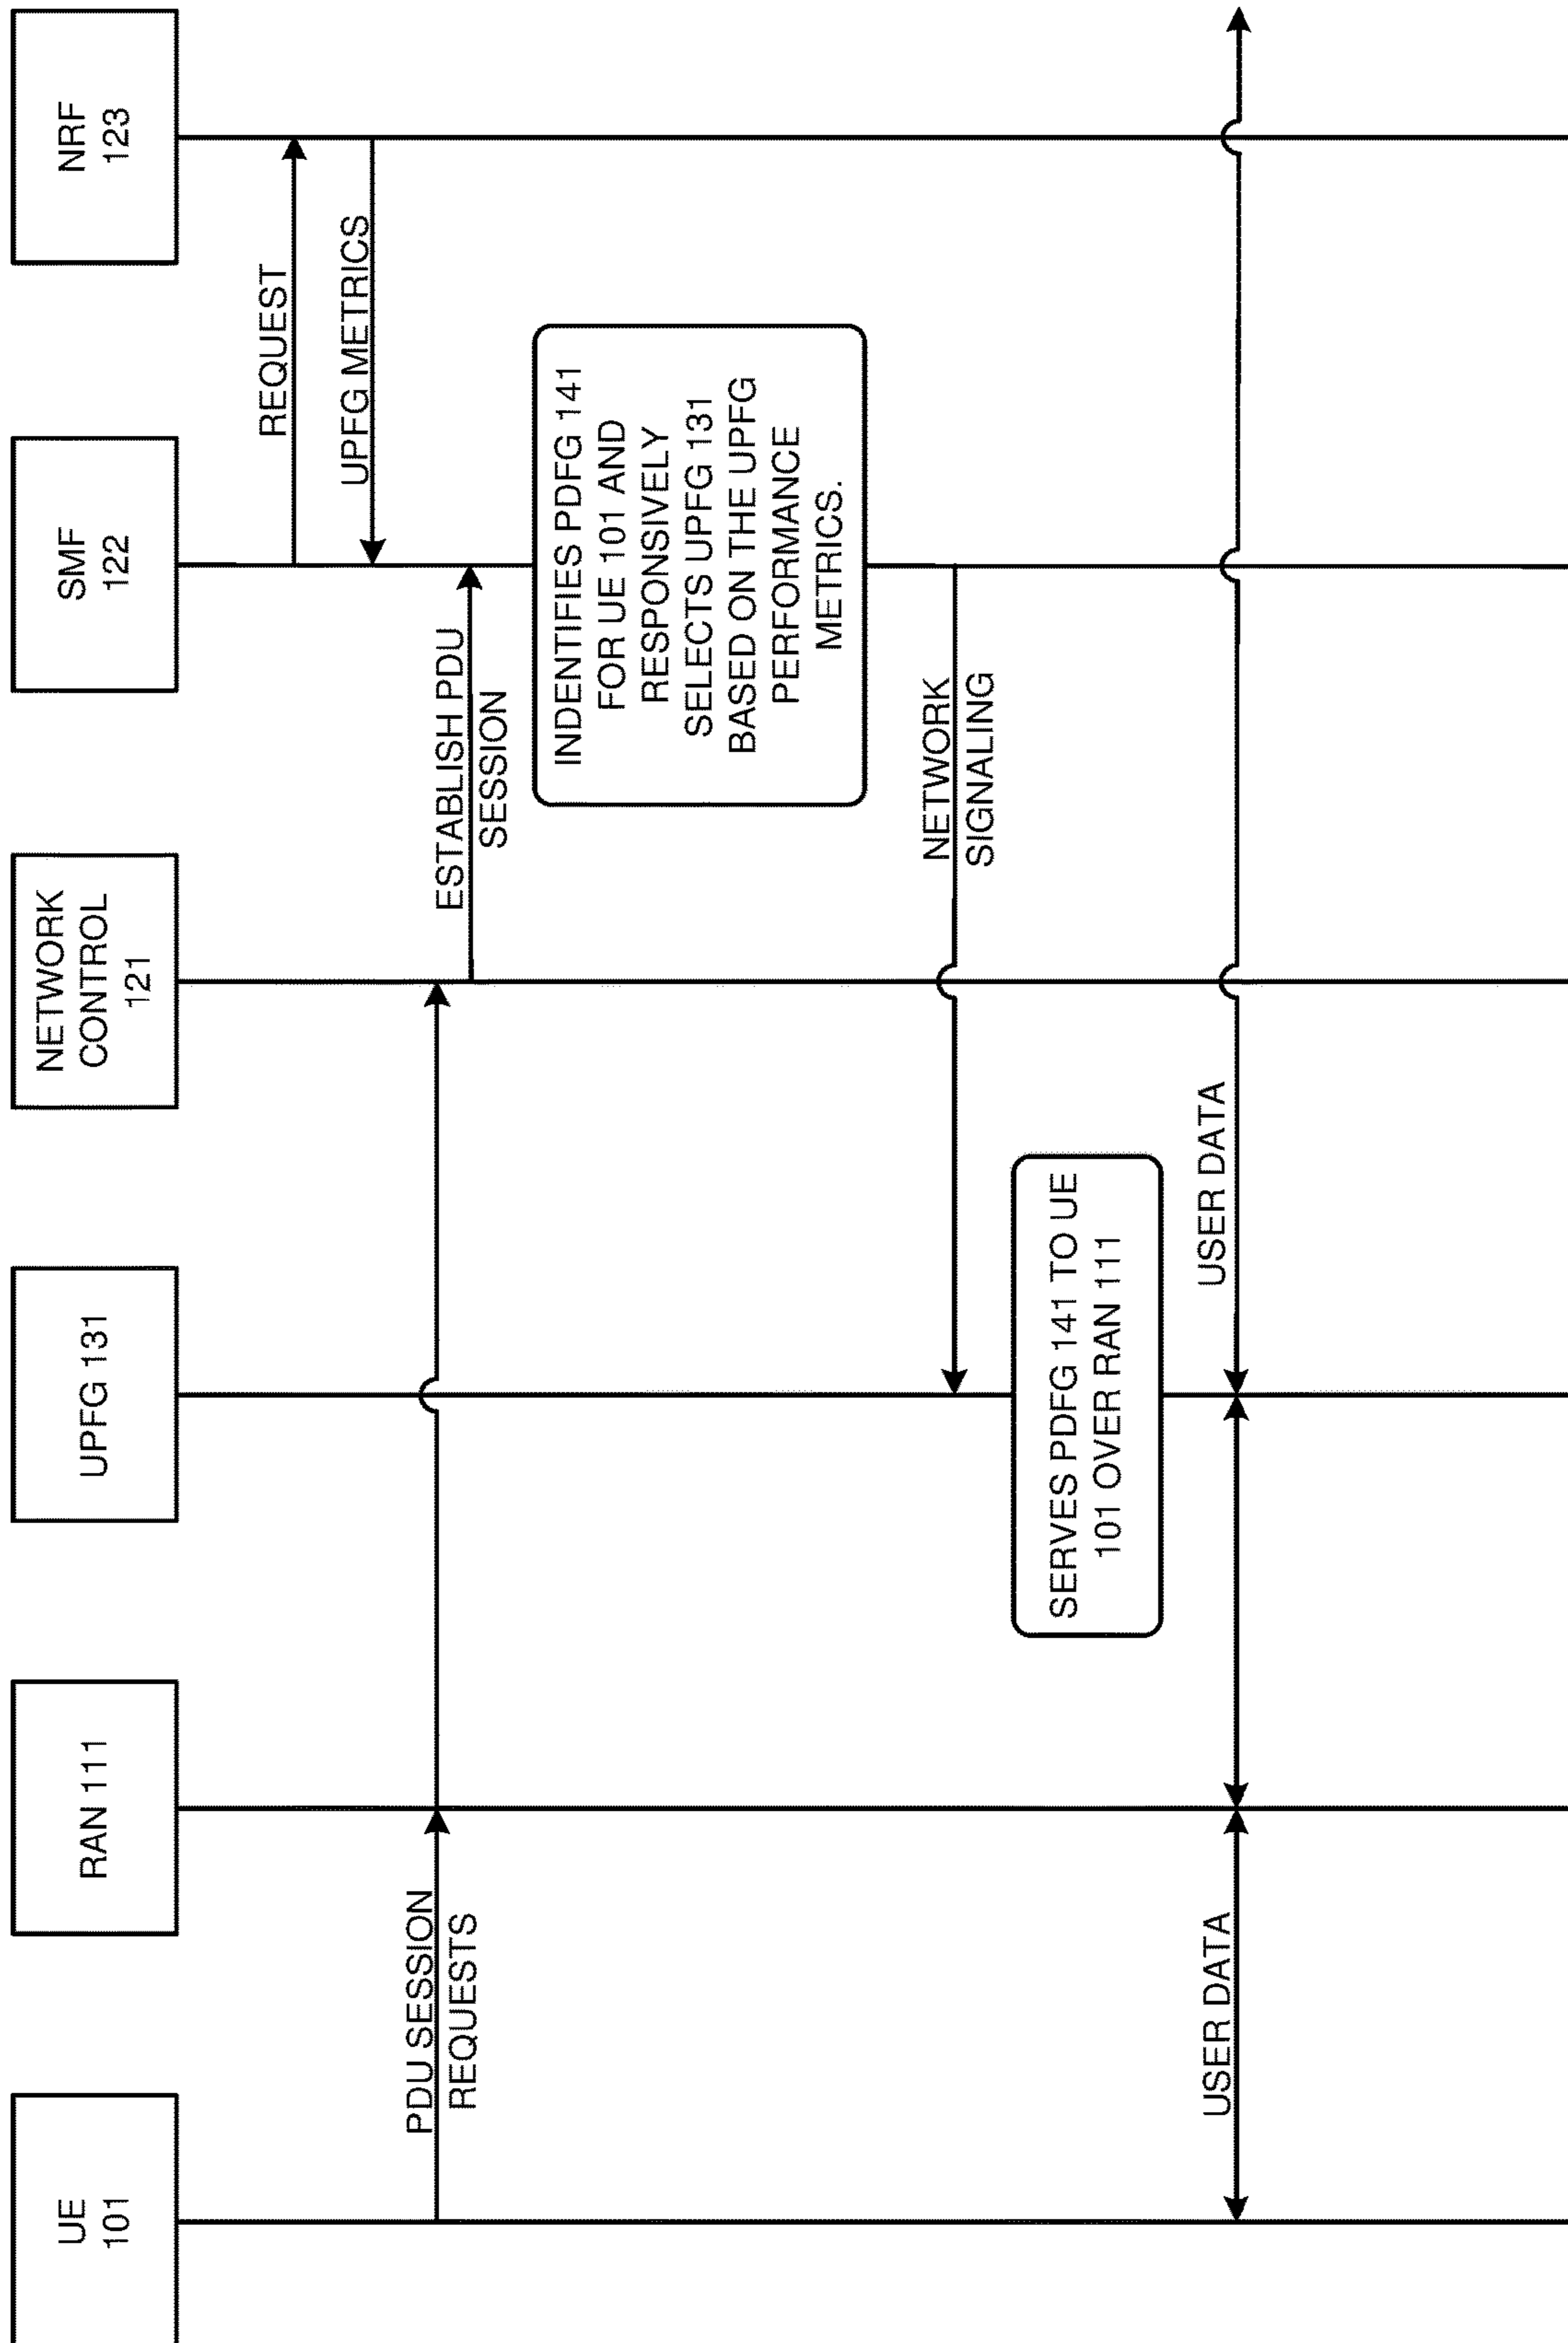 UE
101
RAN 111
UPFG 131
NETWORK
CONTROL
121
SMF
122
NRF
123
REQUEST
UPFG METRICS
PDU SESSION
REQUESTS
ESTABLISH PDU
SESSION
INDENTIFIES PDFG 141
FOR UE 101 AND
RESPONSIVELY
SELECTS UPFG 131
BASED ON THE UPFG
PERFORMANCE
METRICS.
NETWORK
SIGNALING
SERVES PDFG 141 TO UE
101 OVER RAN 111
USER DATA
USER DATA